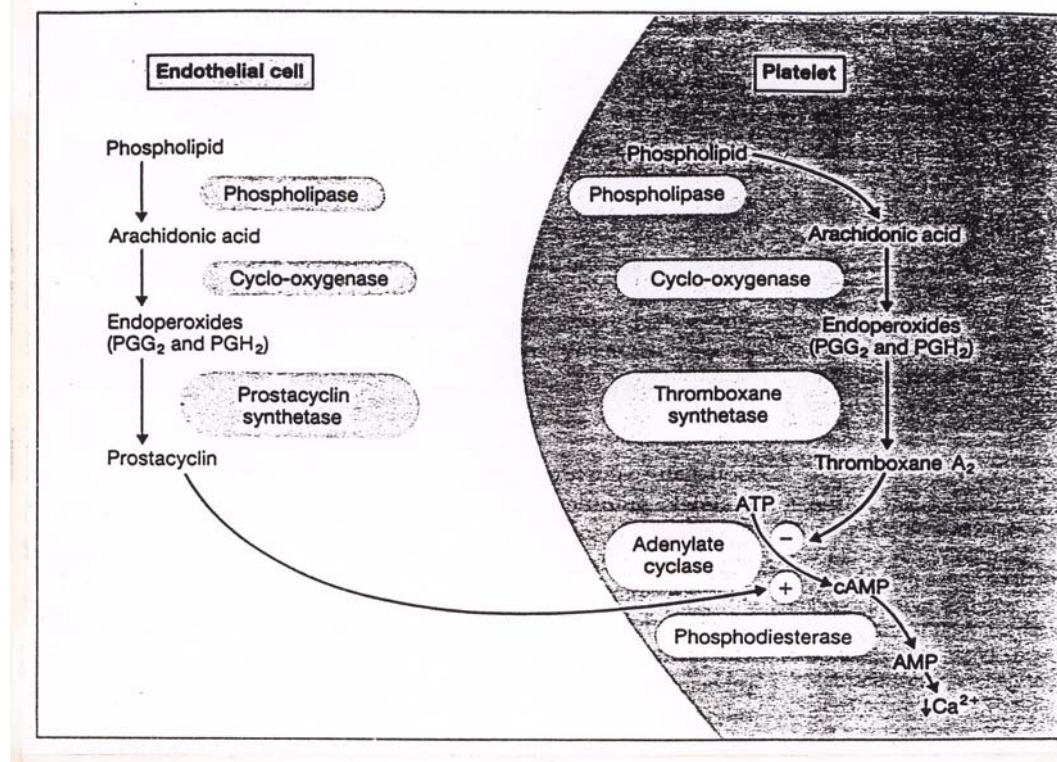 Endothelial cell
Phospholipid
Phospholipase
Arachidonic acid
Cyclo-oxygenase
Endoperoxides
(PGG₂ and PGH₂)
Prostacyclin
synthetase
Prostacyclin
Platelet
Phospholipid
Phospholipase
Arachidonic acid
Cyclo-oxygenase
Endoperoxides
(PGG₂ and PGH₂)
Thromboxane
synthetase
Thromboxane A₂
ATP
−
Adenylate
cyclase
+
cAMP
Phosphodiesterase
AMP
↓Ca²⁺